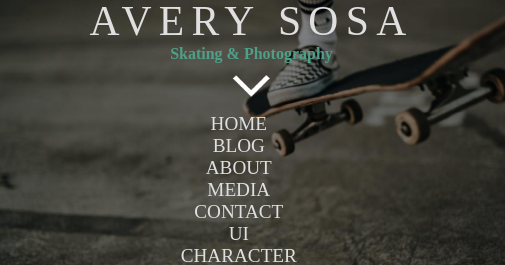 AVERY SOSA
Skating & Photography
HOME
BLOG
ABOUT
MEDIA
CONTACT
UI
CHARACTER